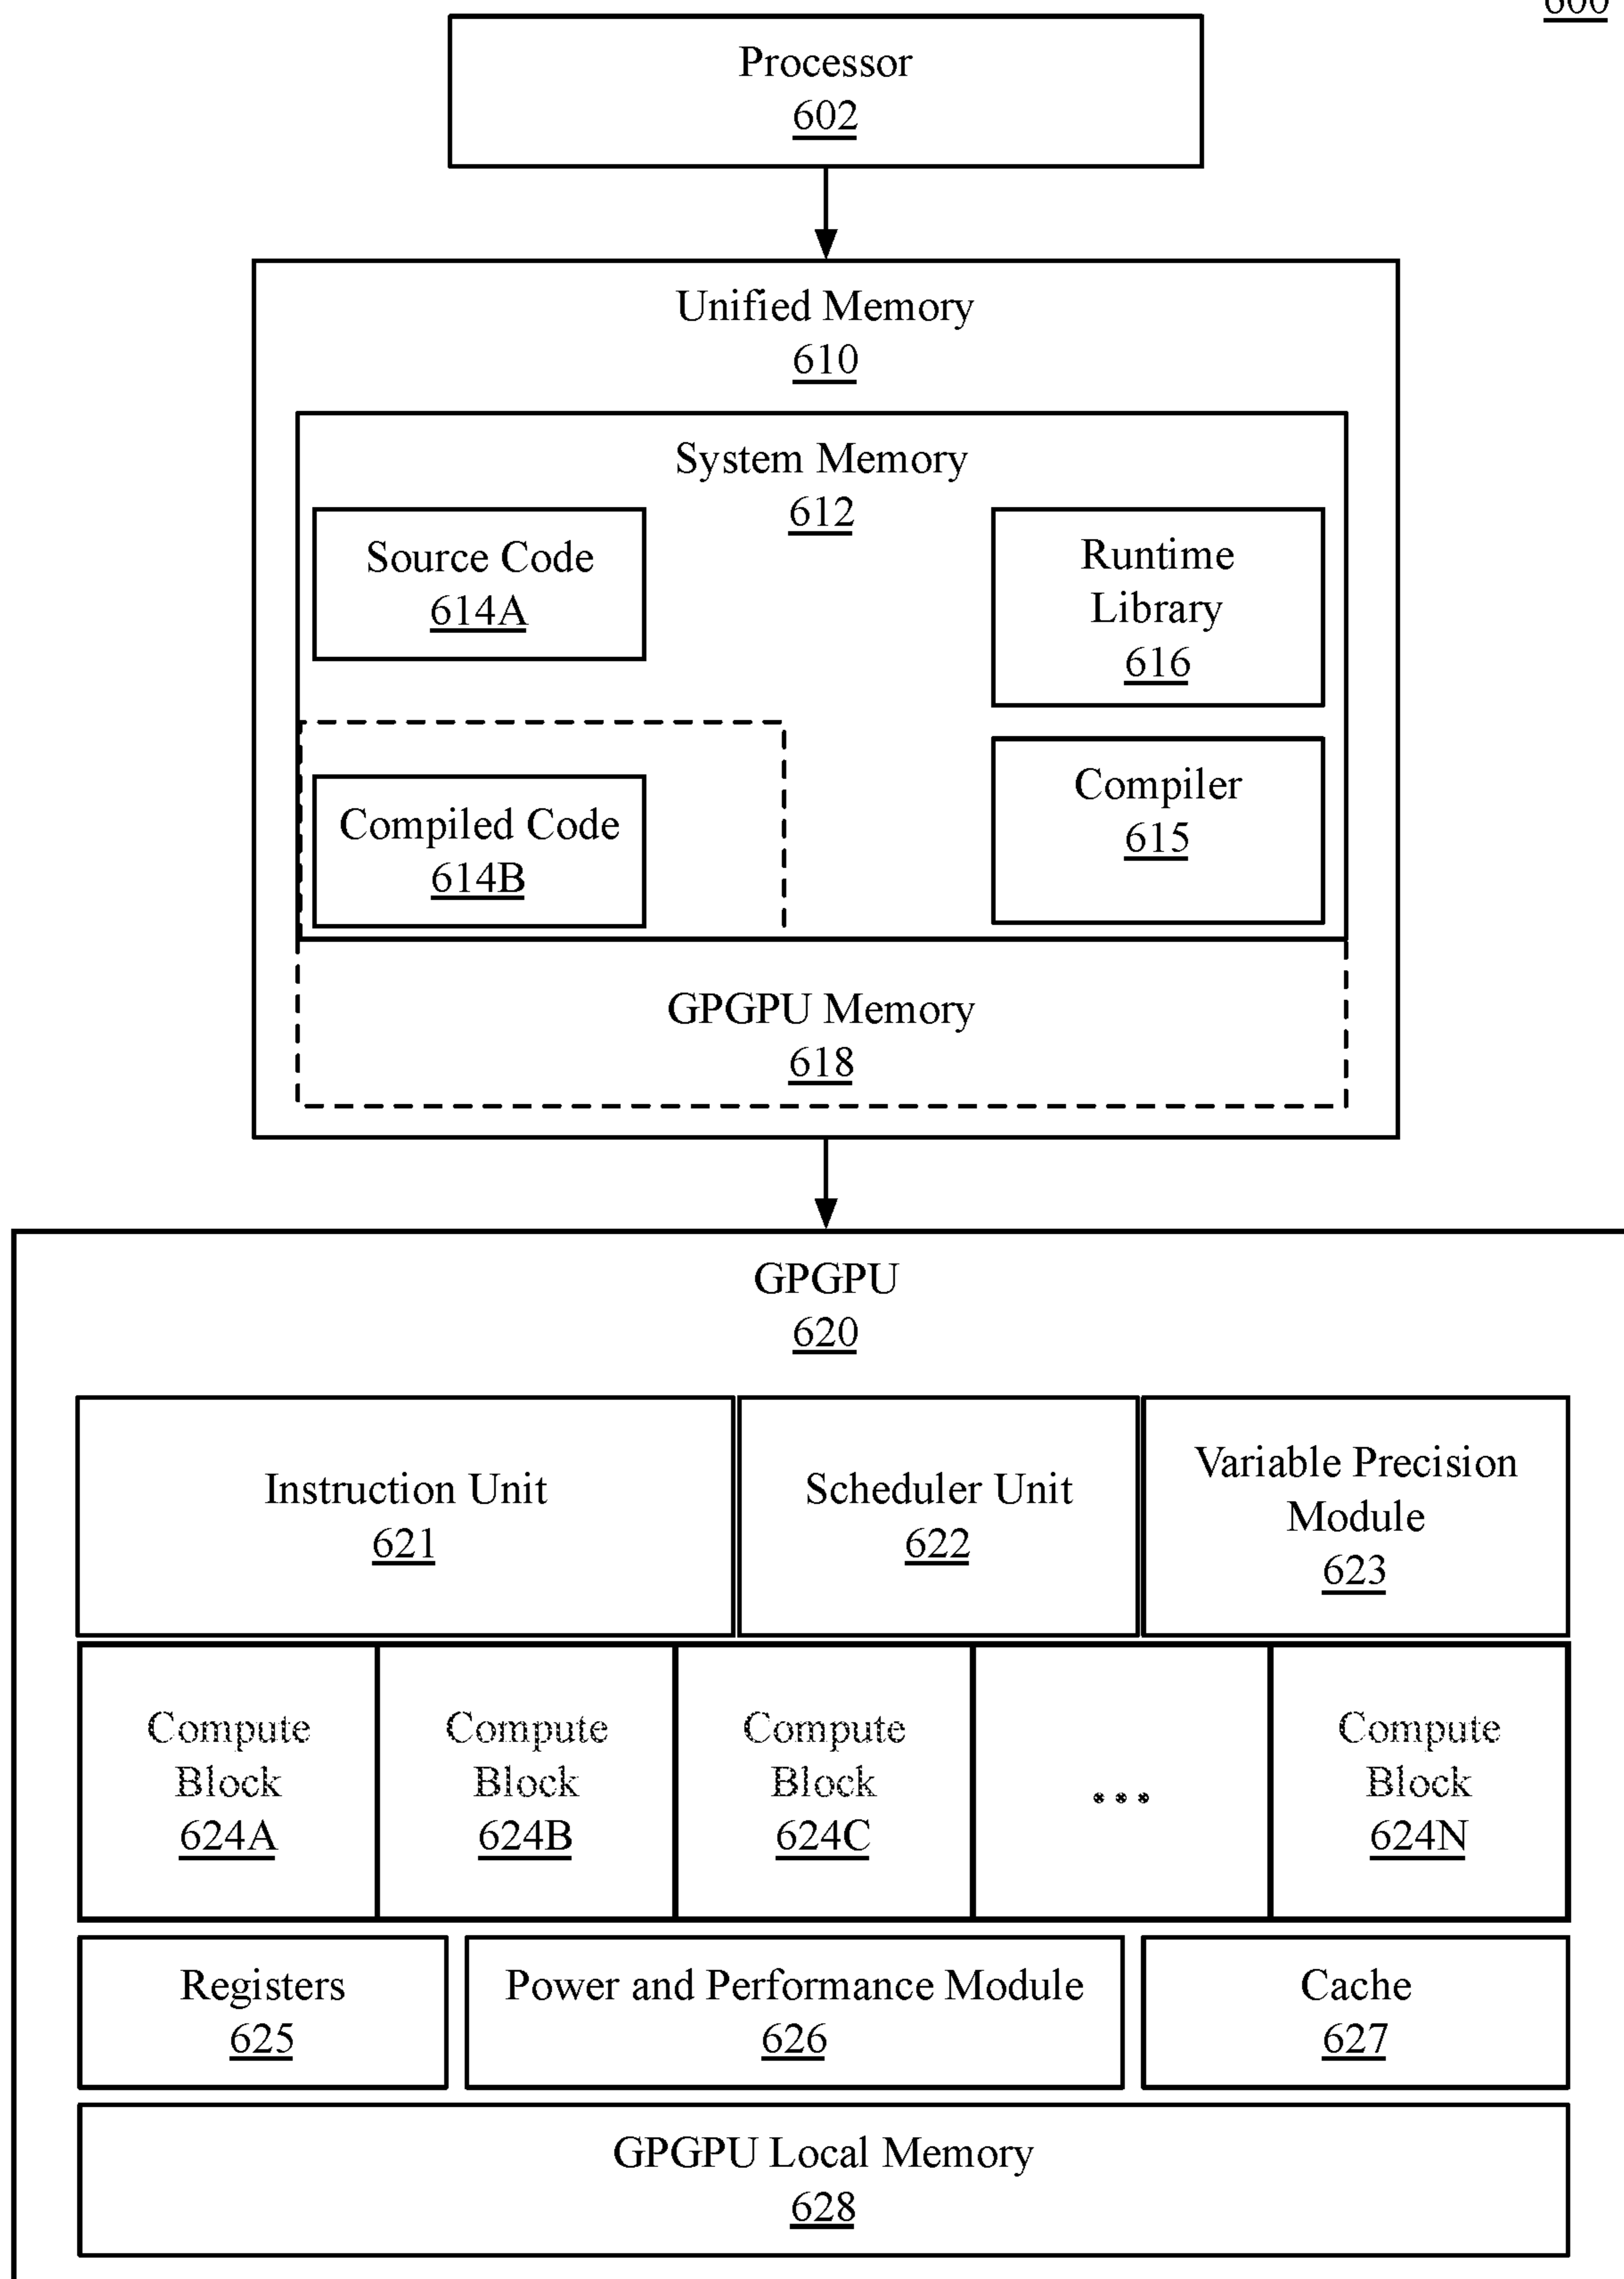 600
Processor
602
Unified Memory
610
System Memory
612
Source Code
614A
Runtime
Library
616
Compiled Code
614B
Compiler
615
GPGPU Memory
618
GPGPU
620
Instruction Unit
621
Scheduler Unit
622
Variable Precision
Module
623
Compute
Block
624A
Compute
Block
624B
Compute
Block
624C
...
Compute
Block
624N
Registers
625
Power and Performance Module
626
Cache
627
GPGPU Local Memory
628